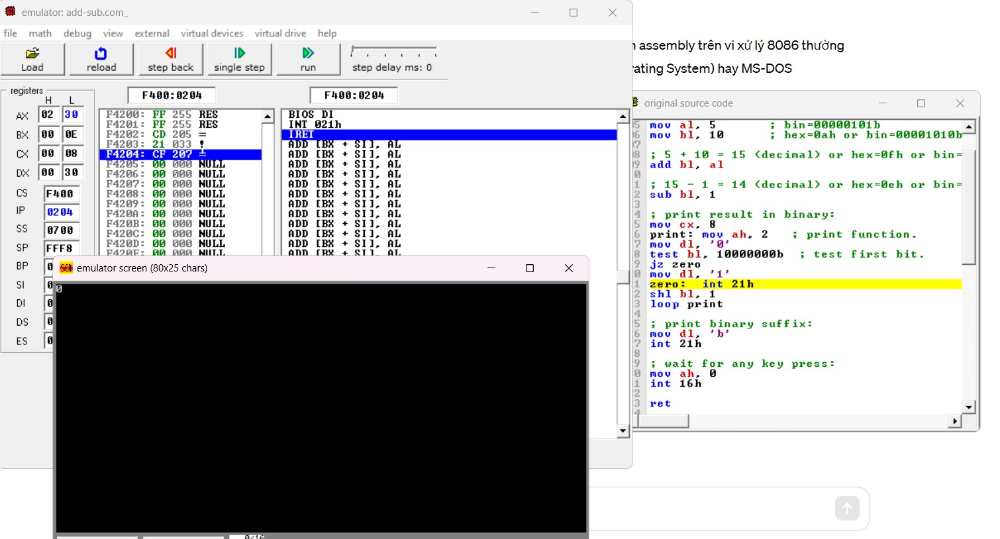 emulator: add-sub.com_
file math debug view external virtual devices virtual drive help
Load reload step back single step run step delay ms: 0
registers
H L
F400:0204
F400:0204
AX 02 30
BX 00 0E
CX 00 08
DX 00 30
CS F400
IP 0204
SS 0700
SP FFF8
BP 0
SI 0
DI 0
DS 0
ES 0
F4200: FF 255 RES
F4201: FF 255 RES
F4202: CD 205 =
F4203: 21 033 !
F4204: CF 207 ╧
F4205: 00 000 NULL
F4206: 00 000 NULL
F4207: 00 000 NULL
F4208: 00 000 NULL
F4209: 00 000 NULL
F420A: 00 000 NULL
F420B: 00 000 NULL
F420C: 00 000 NULL
F420D: 00 000 NULL
F420E: 00 000 NULL
BIOS DI
INT 021h
IRET
ADD [BX + SI], AL
ADD [BX + SI], AL
ADD [BX + SI], AL
ADD [BX + SI], AL
ADD [BX + SI], AL
ADD [BX + SI], AL
ADD [BX + SI], AL
ADD [BX + SI], AL
ADD [BX + SI], AL
ADD [BX + SI], AL
ADD [BX + SI], AL
ADD [BX + SI], AL
emulator screen (80x25 chars)
0
0/16
assembly trên vi xử lý 8086 thường
rating System) hay MS-DOS
original source code
5 mov al, 5 ; bin=00000101b
6 mov bl, 10 ; hex=0ah or bin=00001010b
7
8 ; 5 + 10 = 15 (decimal) or hex=0fh or bin=
9 add bl, al
0
1 ; 15 - 1 = 14 (decimal) or hex=0eh or bin=
2 sub bl, 1
3
4 ; print result in binary:
5 mov cx, 8
6 print: mov ah, 2 ; print function.
7 mov dl, '0'
8 test bl, 10000000b ; test first bit.
9 jz zero
0 mov dl, '1'
1 zero: int 21h
2 shl bl, 1
3 loop print
4
5 ; print binary suffix:
6 mov dl, 'b'
7 int 21h
8
9 ; wait for any key press:
0 mov ah, 0
1 int 16h
2
3 ret
4